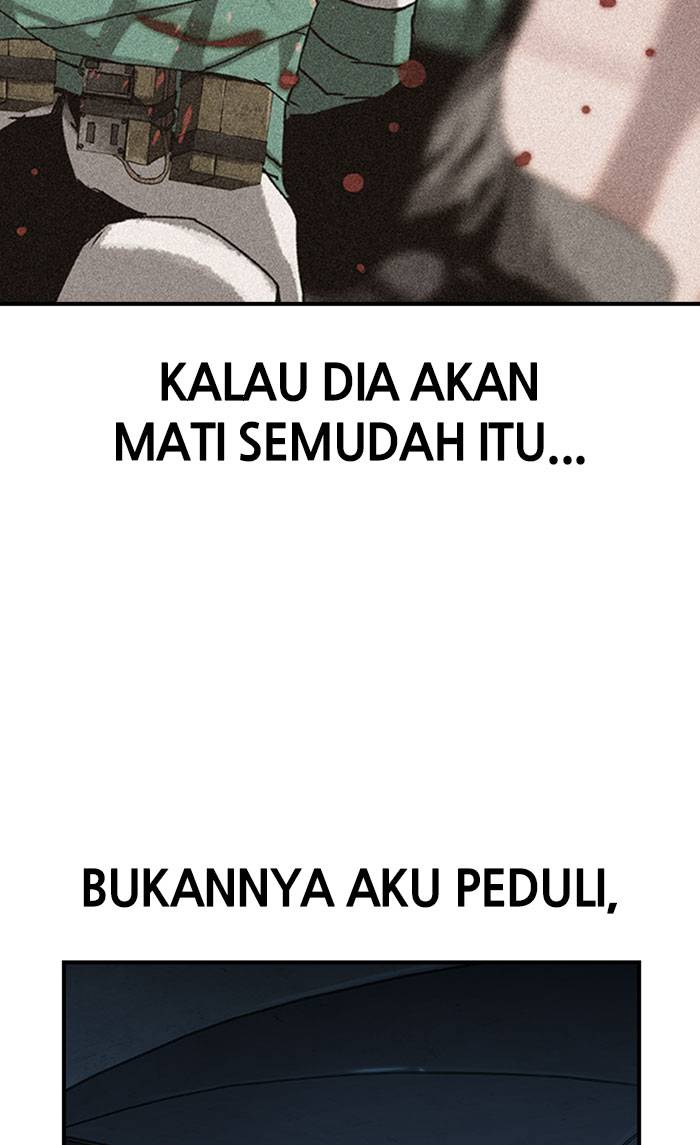 KALAU DIA AKAN
MATI SEMUDAH ITU...
BUKANNYA AKU PEDULI,